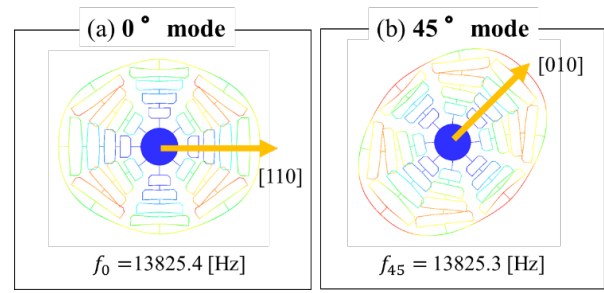 (a) 0° mode
[110]
f₀ =13825.4 [Hz]
(b) 45° mode
[010]
f₄₅ = 13825.3 [Hz]